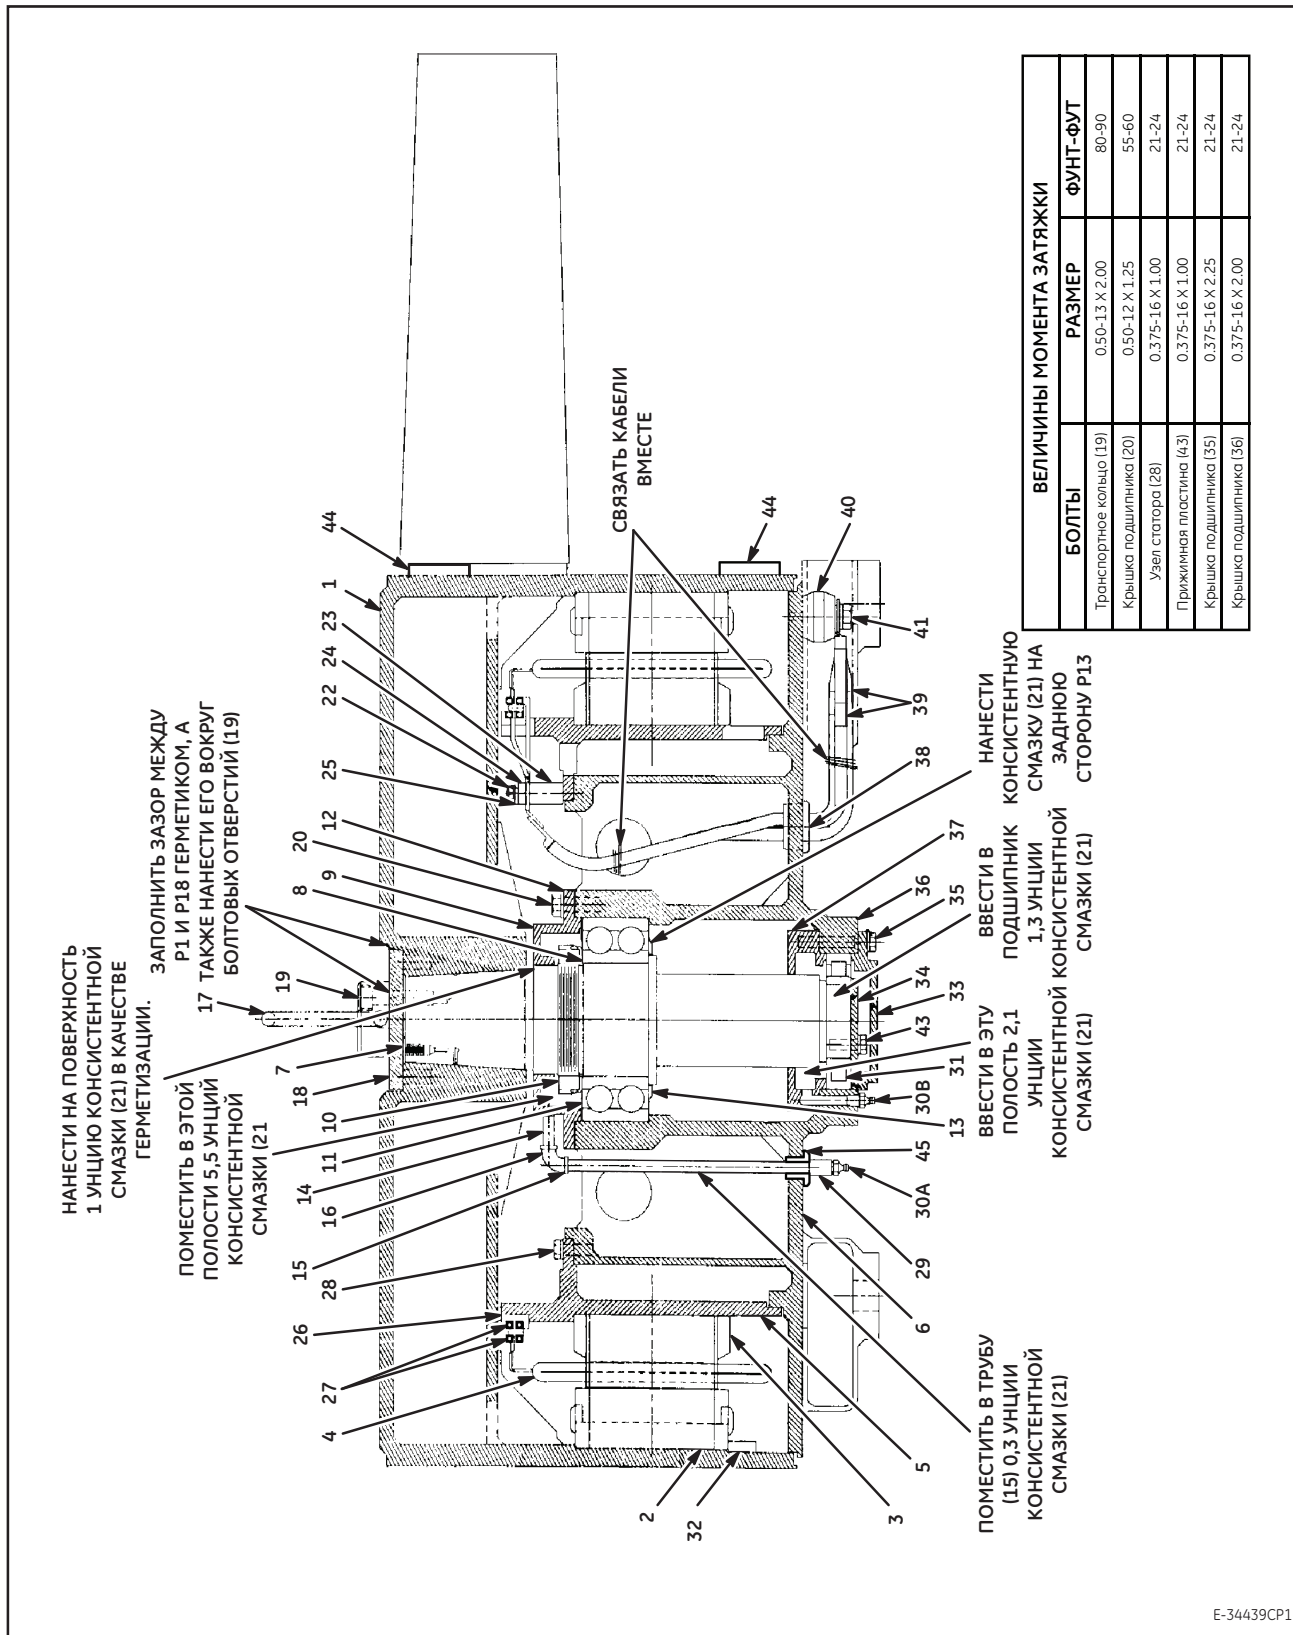 НАНЕСТИ НА ПОВЕРХНОСТЬ
1 УНЦИЮ КОНСИСТЕНТНОЙ
СМАЗКИ (21) В КАЧЕСТВЕ
ГЕРМЕТИЗАЦИИ.
ЗАПОЛНИТЬ ЗАЗОР МЕЖДУ
P1 И P18 ГЕРМЕТИКОМ, А
ТАКЖЕ НАНЕСТИ ЕГО ВОКРУГ
БОЛТОВЫХ ОТВЕРСТИЙ (19)
ПОМЕСТИТЬ В ЭТОЙ
ПОЛОСТИ 5,5 УНЦИЙ
КОНСИСТЕНТНОЙ
СМАЗКИ (21
17
19
7
18
10
11
14
16
15
28
26
27
4
8
9
20
12
25
22
24
23
1
44
СВЯЗАТЬ КАБЕЛИ
ВМЕСТЕ
44
40
41
39
38
37
36
35
34
33
43
31
30B
13
45
30A
29
6
5
3
2
32
НАНЕСТИ
КОНСИСТЕНТНУЮ
СМАЗКУ (21) НА
ЗАДНЮЮ
СТОРОНУ P13
ВВЕСТИ В
ПОДШИПНИК
1,3 УНЦИИ
КОНСИСТЕНТНОЙ
СМАЗКИ (21)
ВВЕСТИ В ЭТУ
ПОЛОСТЬ 2,1
УНЦИИ
КОНСИСТЕНТНОЙ
СМАЗКИ (21)
ПОМЕСТИТЬ В ТРУБУ
(15) 0,3 УНЦИИ
КОНСИСТЕНТНОЙ
СМАЗКИ (21)
ВЕЛИЧИНЫ МОМЕНТА ЗАТЯЖКИ
БОЛТЫ РАЗМЕР ФУНТ-ФУТ
Транспортное кольцо (19) 0.50-13 X 2.00 80-90
Крышка подшипника (20) 0.50-12 X 1.25 55-60
Узел статора (28) 0.375-16 X 1.00 21-24
Прижимная пластина (43) 0.375-16 X 1.00 21-24
Крышка подшипника (35) 0.375-16 X 2.25 21-24
Крышка подшипника (36) 0.375-16 X 2.00 21-24
E-34439CP1